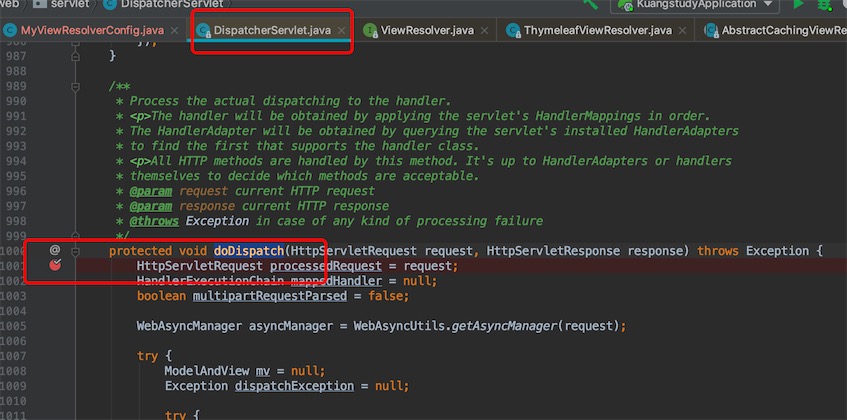 web servlet DispatcherServlet KuangstudyApplication
MyViewResolverConfig.java DispatcherServlet.java ViewResolver.java ThymeleafViewResolver.java AbstractCachingViewRe
986 });
987 }
988
989 /**
990 * Process the actual dispatching to the handler.
991 * <p>The handler will be obtained by applying the servlet's HandlerMappings in order.
992 * The HandlerAdapter will be obtained by querying the servlet's installed HandlerAdapters
993 * to find the first that supports the handler class.
994 * <p>All HTTP methods are handled by this method. It's up to HandlerAdapters or handlers
995 * themselves to decide which methods are acceptable.
996 * @param request current HTTP request
997 * @param response current HTTP response
998 * @throws Exception in case of any kind of processing failure
999 */
1000 @ protected void doDispatch(HttpServletRequest request, HttpServletResponse response) throws Exception {
1001 HttpServletRequest processedRequest = request;
1002 HandlerExecutionChain mappedHandler = null;
1003 boolean multipartRequestParsed = false;
1004
1005 WebAsyncManager asyncManager = WebAsyncUtils.getAsyncManager(request);
1006
1007 try {
1008 ModelAndView mv = null;
1009 Exception dispatchException = null;
1010
1011 try {